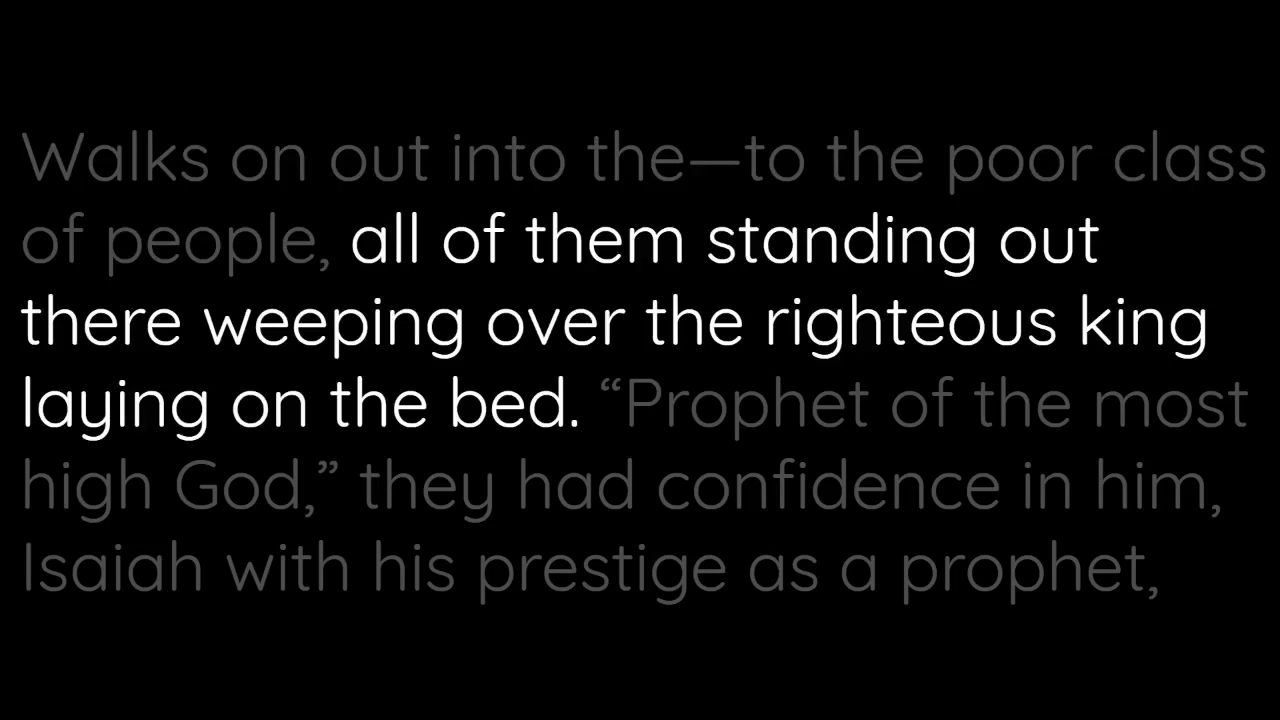 Walks on out into the—to the poor class
of people, all of them standing out
there weeping over the righteous king
laying on the bed. “Prophet of the most
high God,” they had confidence in him,
Isaiah with his prestige as a prophet,